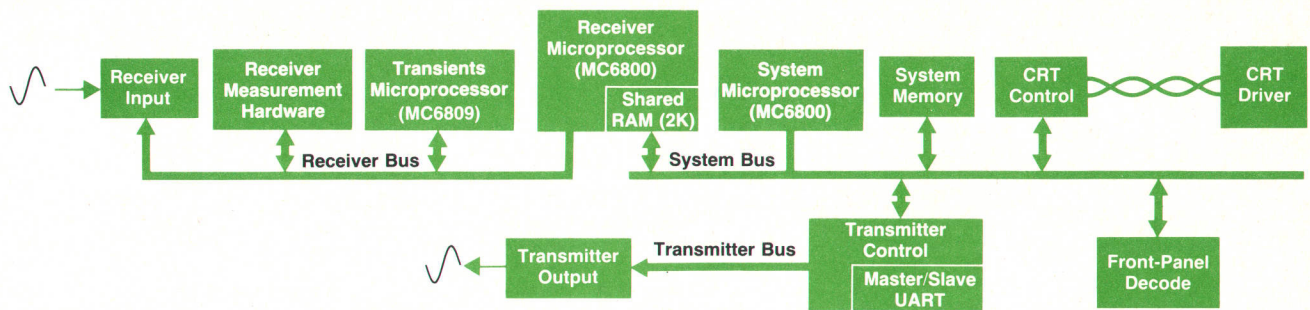 Receiver
Input
Receiver
Measurement
Hardware
Transients
Microprocessor
(MC6809)
Receiver
Microprocessor
(MC6800)
Shared
RAM (2K)
System
Microprocessor
(MC6800)
System
Memory
CRT
Control
CRT
Driver
Receiver Bus
System Bus
Transmitter
Output
Transmitter Bus
Transmitter
Control
Master/Slave
UART
Front-Panel
Decode